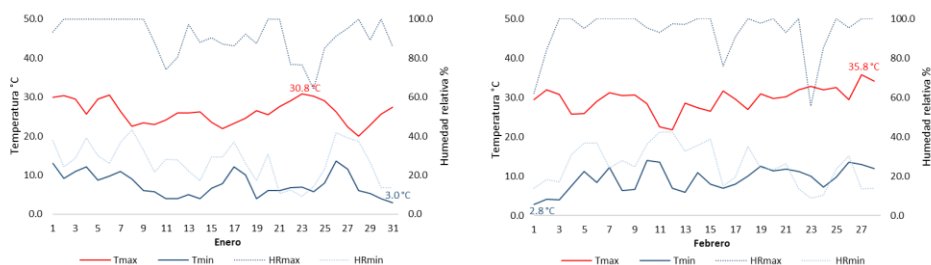 50.0
40.0
30.0
20.0
10.0
0.0
Temperatura °C
100.0
80.0
60.0
40.0
20.0
0.0
Humedad relativa %
30.8 °C
3.0 °C
1 3 5 7 9 11 13 15 17 19 21 23 25 27 29 31
Enero
Tmax Tmin HRmax HRmin
50.0
40.0
30.0
20.0
10.0
0.0
Temperatura °C
100.0
80.0
60.0
40.0
20.0
0.0
Humedad relativa %
35.8 °C
2.8 °C
1 3 5 7 9 11 13 15 17 19 21 23 25 27
Febrero
Tmax Tmin HRmax HRmin